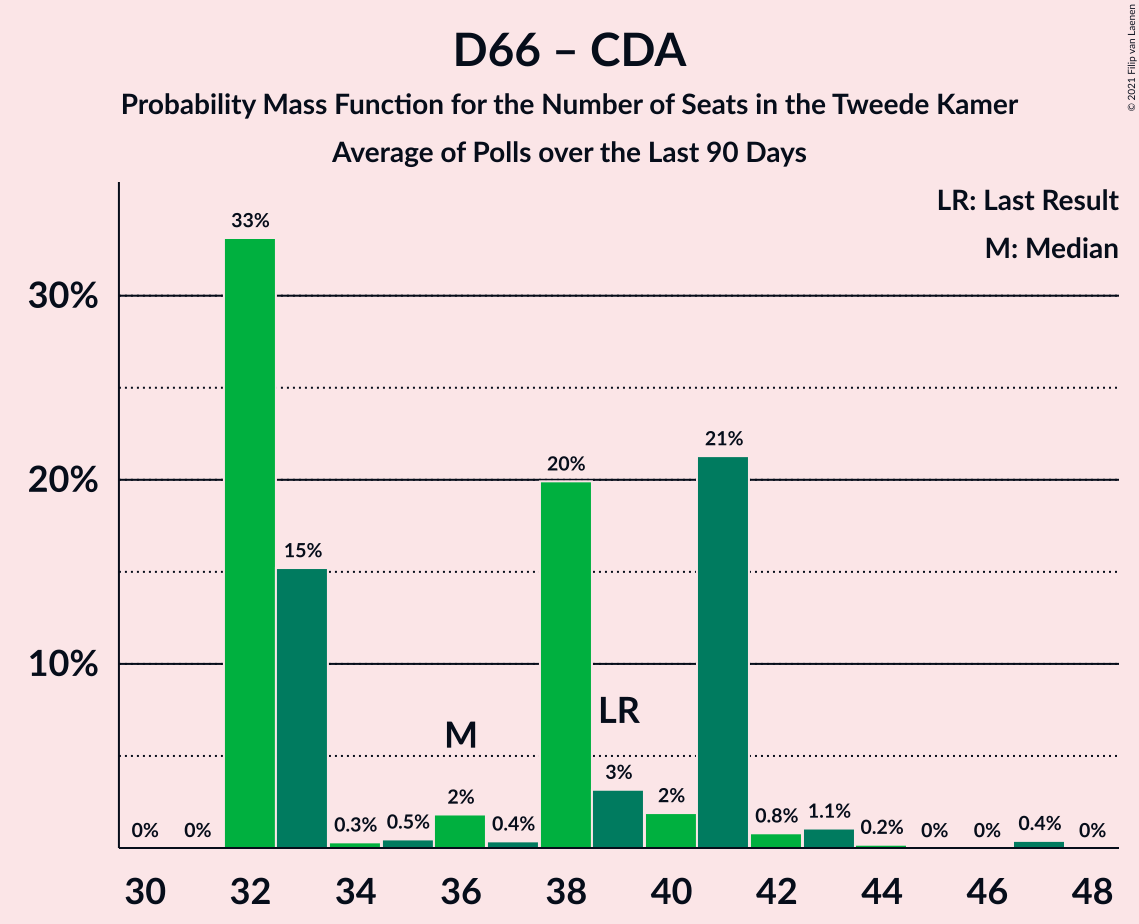 D66 – CDA
Probability Mass Function for the Number of Seats in the Tweede Kamer
Average of Polls over the Last 90 Days
© 2021 Filip van Laenen
LR: Last Result
M: Median
30%
20%
10%
0%
0%
33%
15%
0.3%
0.5%
2%
0.4%
20%
3%
2%
21%
0.8%
1.1%
0.2%
0%
0%
0.4%
0%
M
LR
30 32 34 36 38 40 42 44 46 48